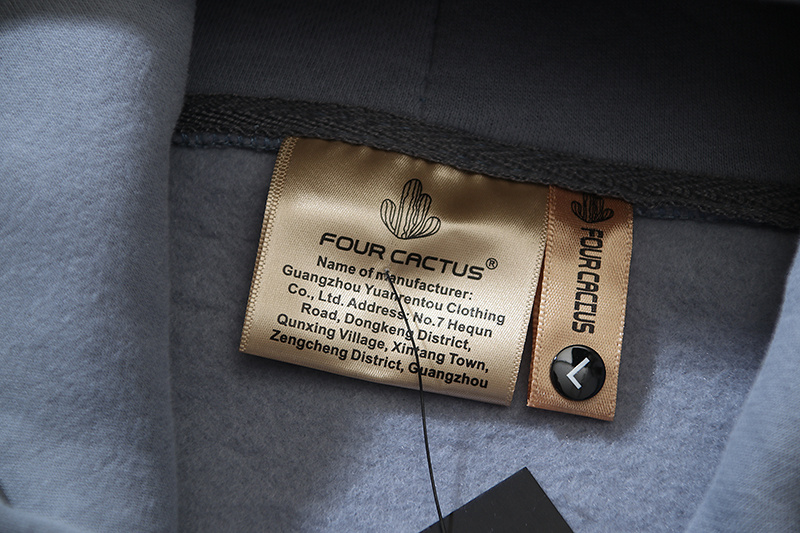 FOUR CACTUS®
Name of manufacturer:
Guangzhou Yuanrentou Clothing
Co., Ltd. Address: No.7 Hequn
Road, Dongkeng District,
Qunxing Village, Xintang Town,
Zengcheng District, Guangzhou
FOUR CACCUS
L